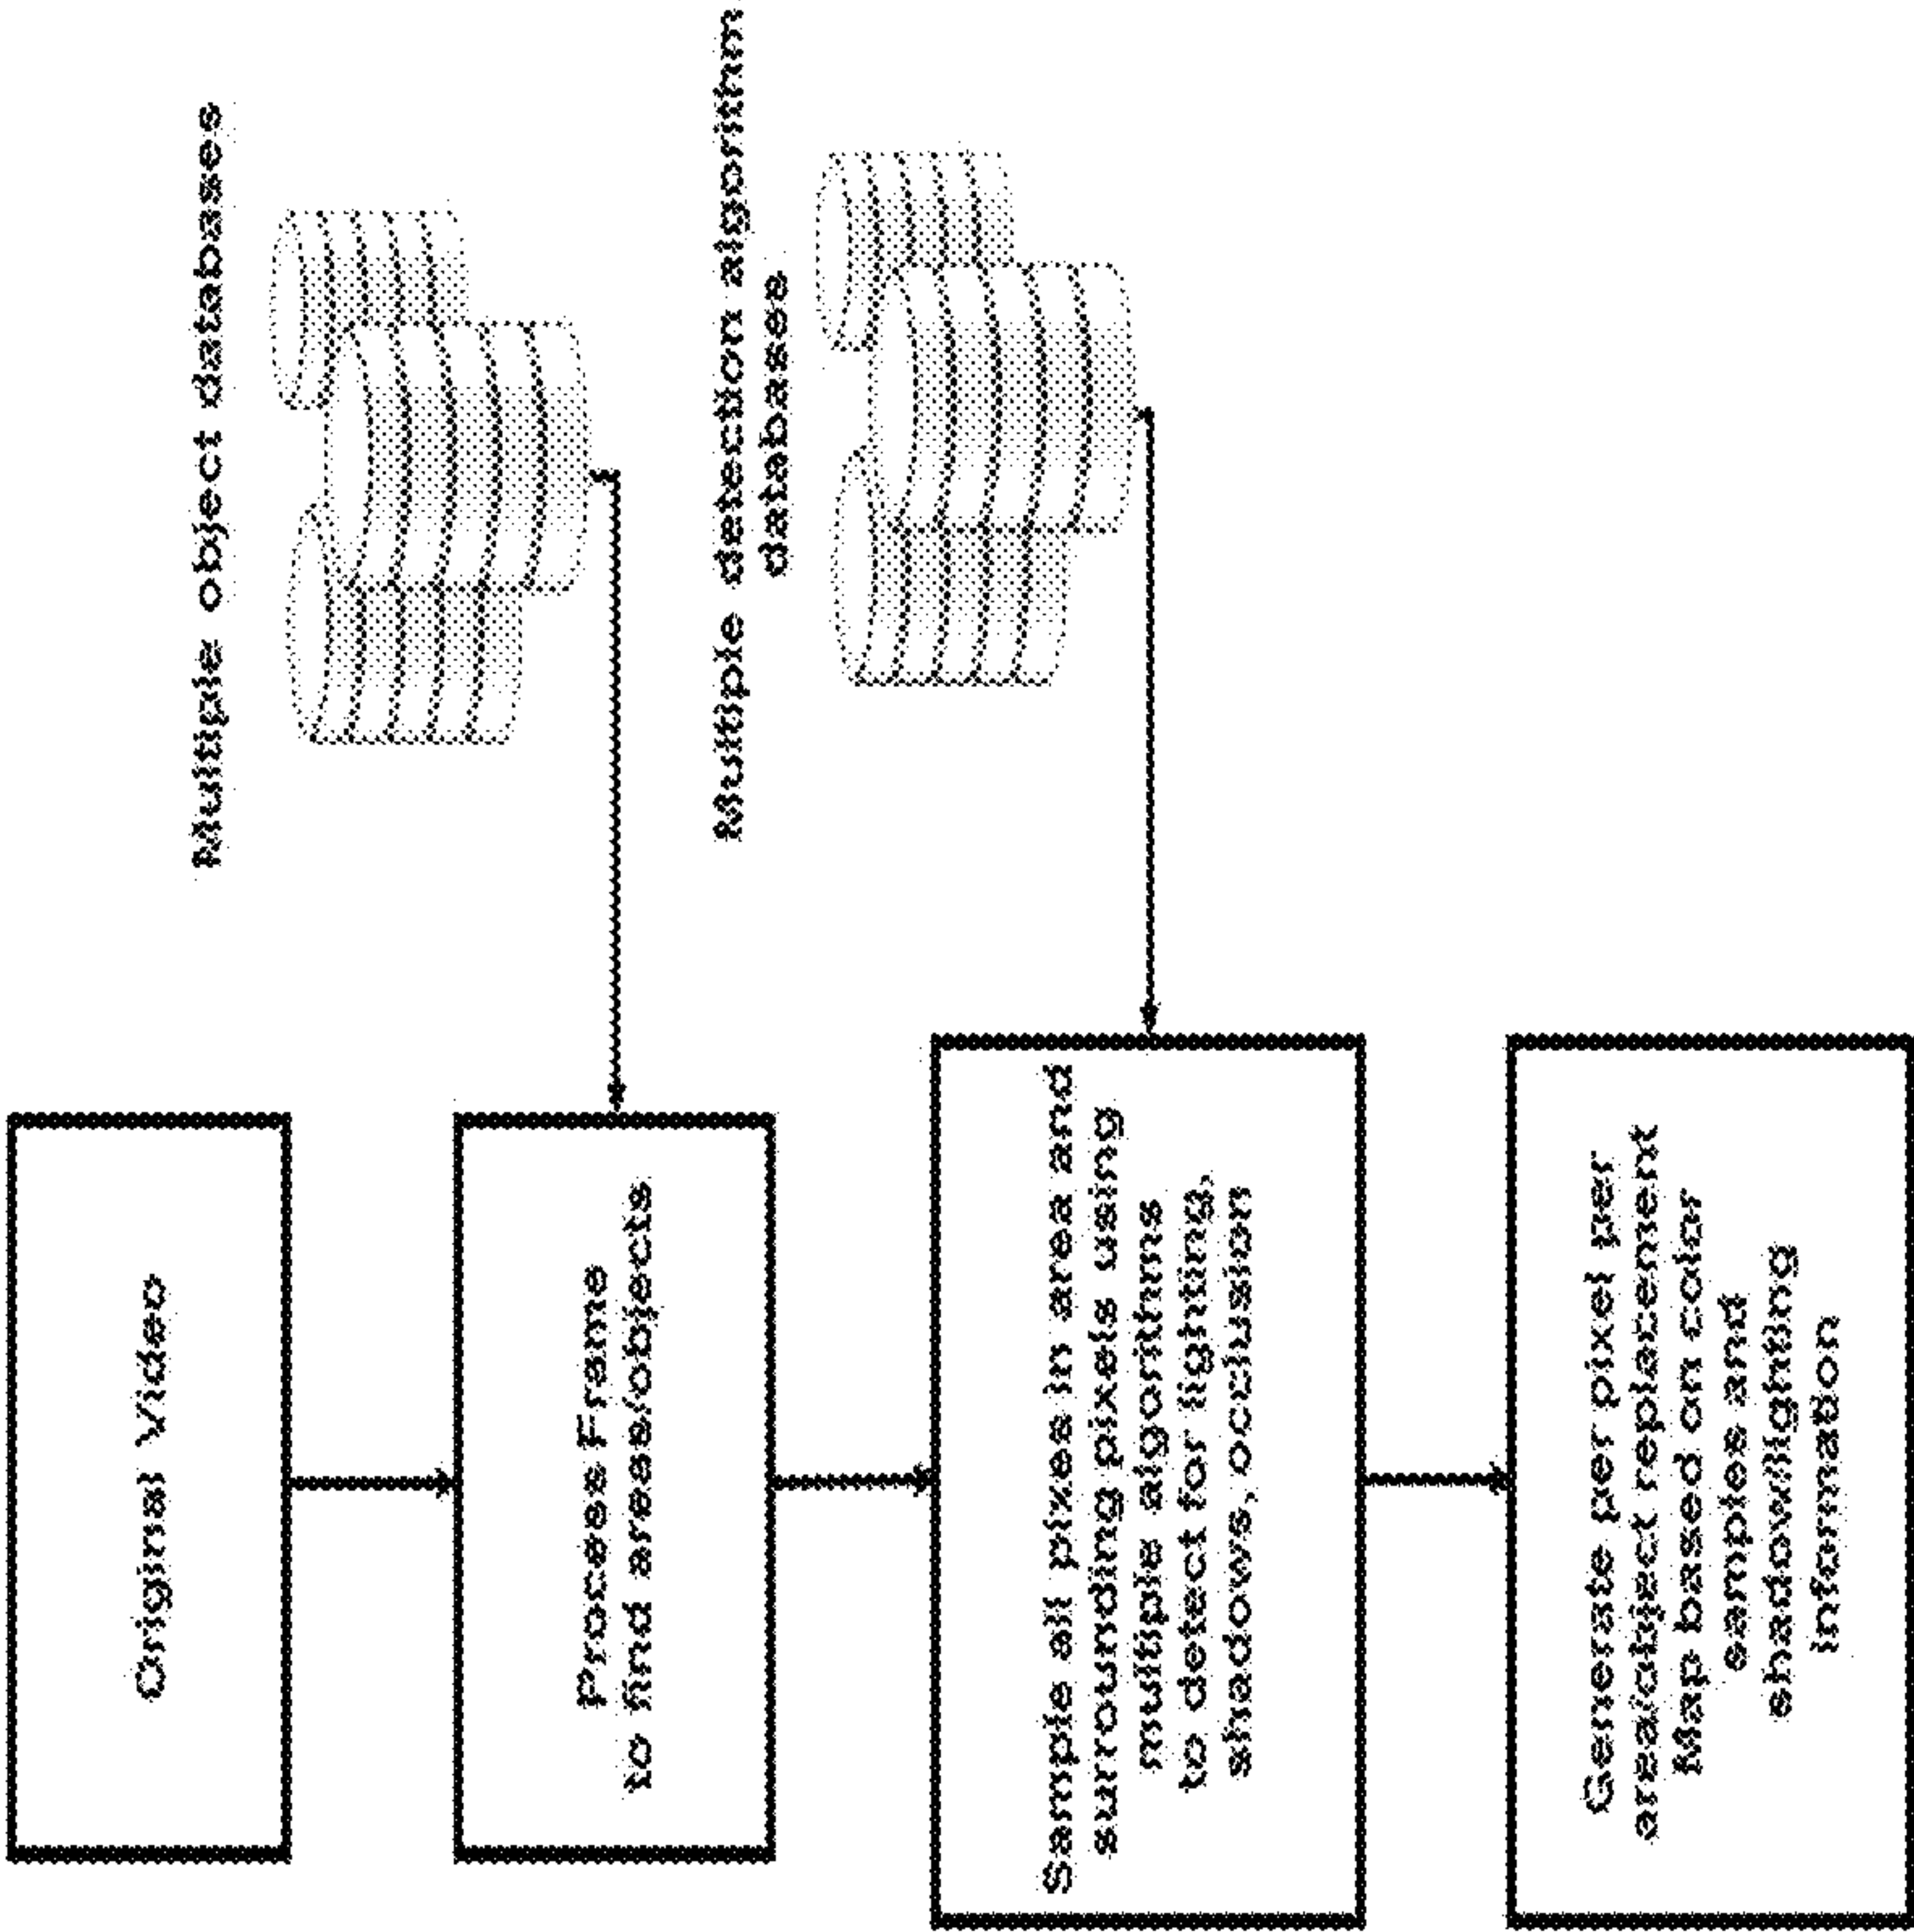 Original Video
Process Frame
to find areas/objects
Sample all pixzes in area and
surrounding pixels using
multiple algorithms
to detect for lighting,
shadows, occlusion
Generate per pixel per
area/object replacement
Map based on color
samples and
shadow/lighting
information
Multiple object databases
Multiple detection algorithm
databases